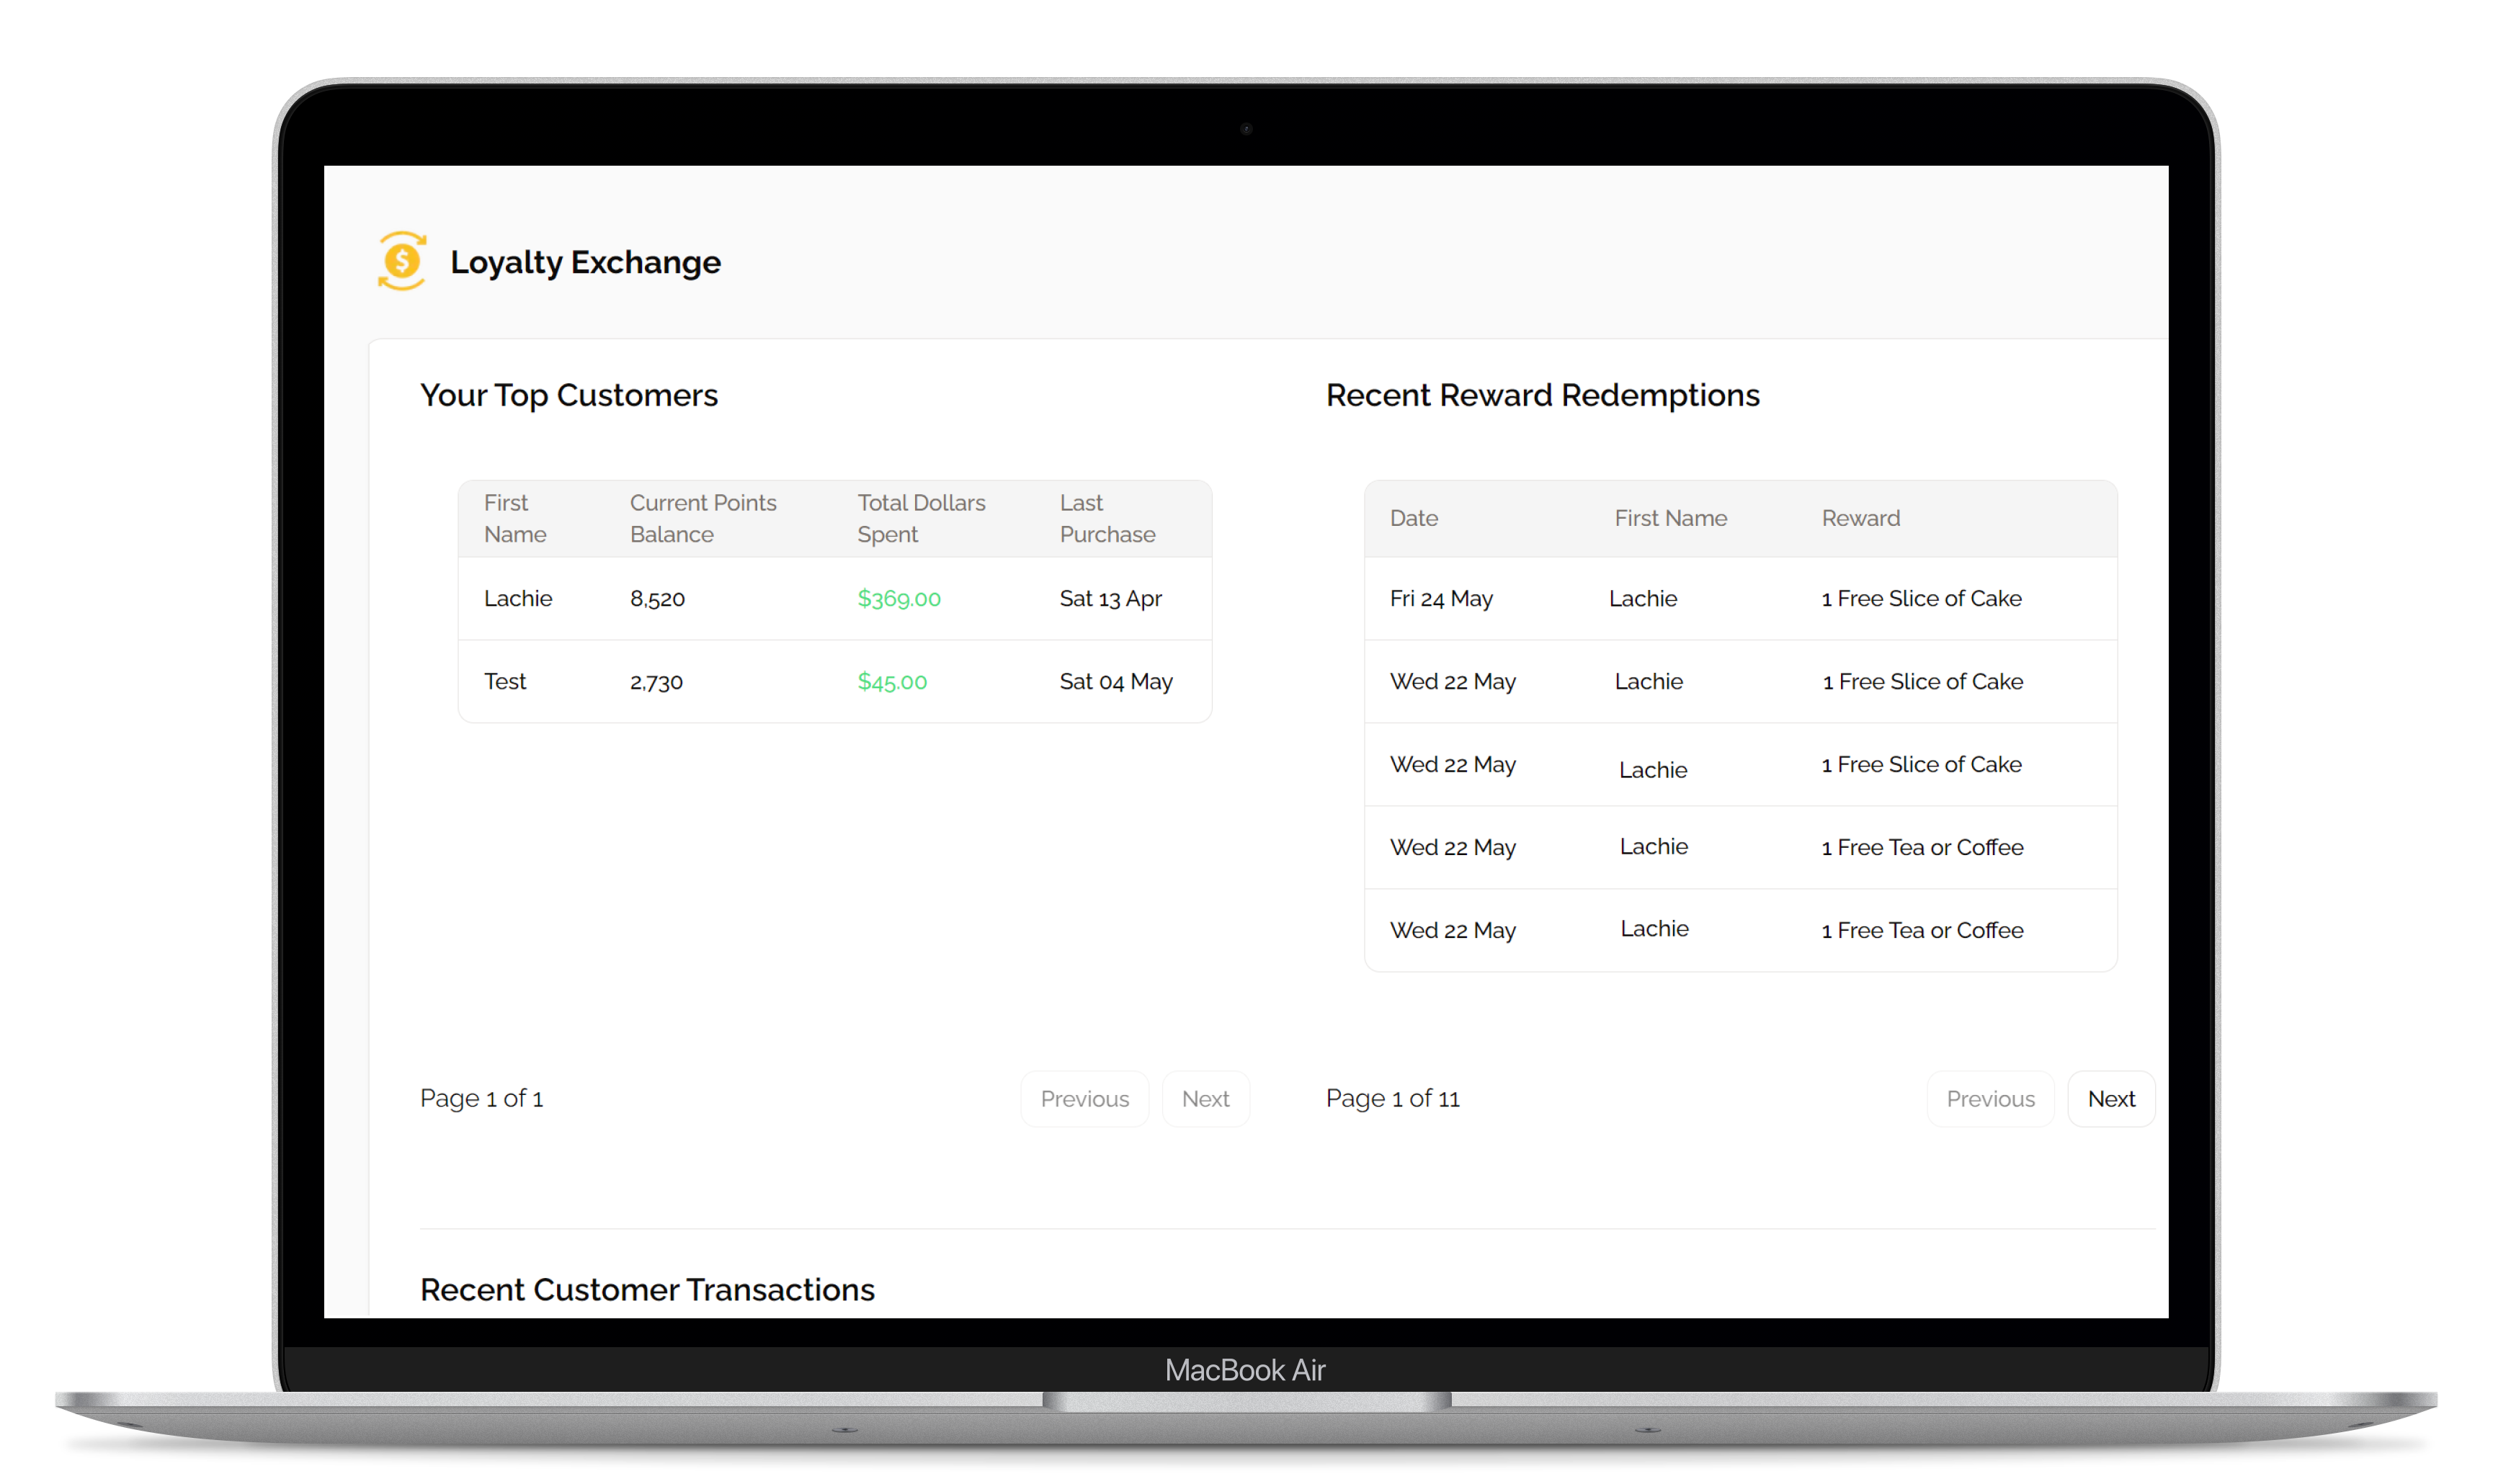 Loyalty Exchange
Your Top Customers
First Name Current Points Balance Total Dollars Spent Last Purchase
Lachie 8,520 $369.00 Sat 13 Apr
Test 2,730 $45.00 Sat 04 May
Page 1 of 1 Previous Next
Recent Reward Redemptions
Date First Name Reward
Fri 24 May Lachie 1 Free Slice of Cake
Wed 22 May Lachie 1 Free Slice of Cake
Wed 22 May Lachie 1 Free Slice of Cake
Wed 22 May Lachie 1 Free Tea or Coffee
Wed 22 May Lachie 1 Free Tea or Coffee
Page 1 of 11 Previous Next
Recent Customer Transactions
MacBook Air